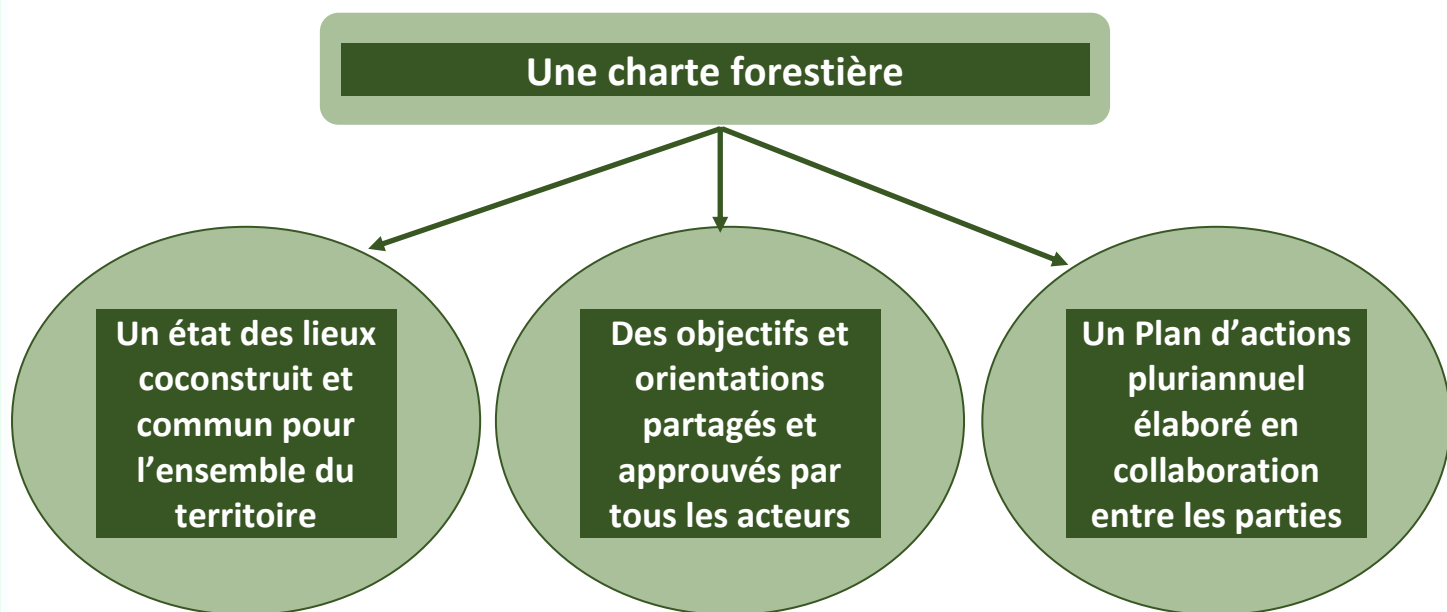 Une charte forestière
Un état des lieux
coconstruit et
commun pour
l’ensemble du
territoire
Des objectifs et
orientations
partagés et
approuvés par
tous les acteurs
Un Plan d’actions
pluriannuel
élaboré en
collaboration
entre les parties